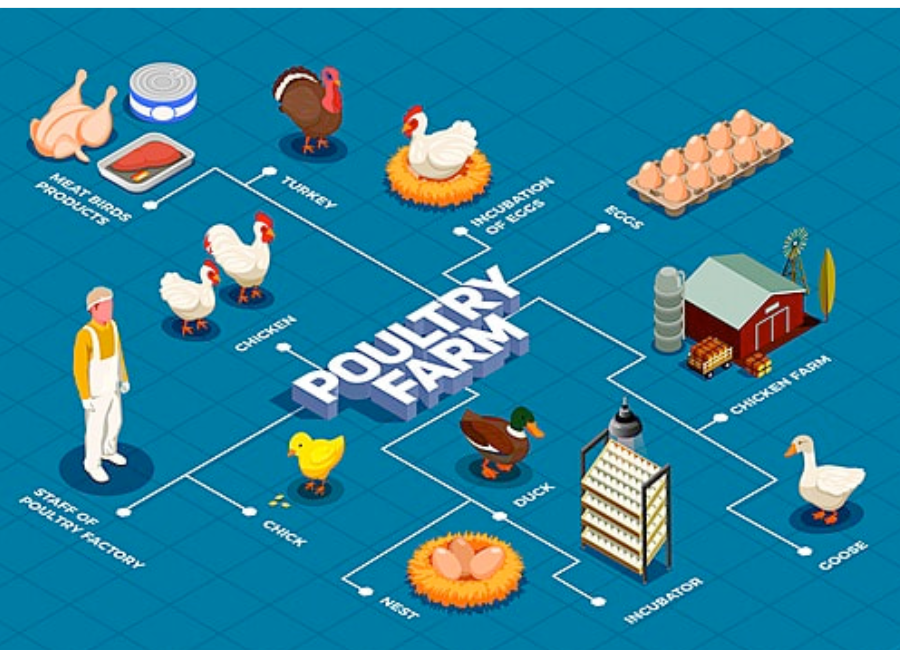 MEAT BIRDS
PRODUCTS
TURKEY
INCUBATION
OF EGGS
EGGS
CHICKEN
POULTRY
FARM
CHICKEN FARM
STAFF OF
POULTRY FACTORY
CHICK
DUCK
NEST
INCUBATOR
GOOSE